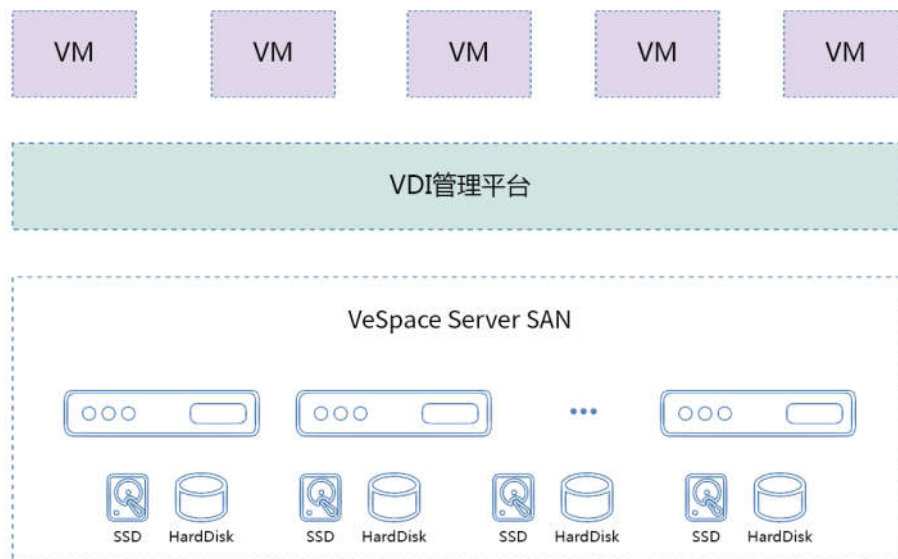 VM VM VM VM VM
VDI管理平台
VeSpace Server SAN
SSD HardDisk SSD HardDisk SSD HardDisk SSD HardDisk